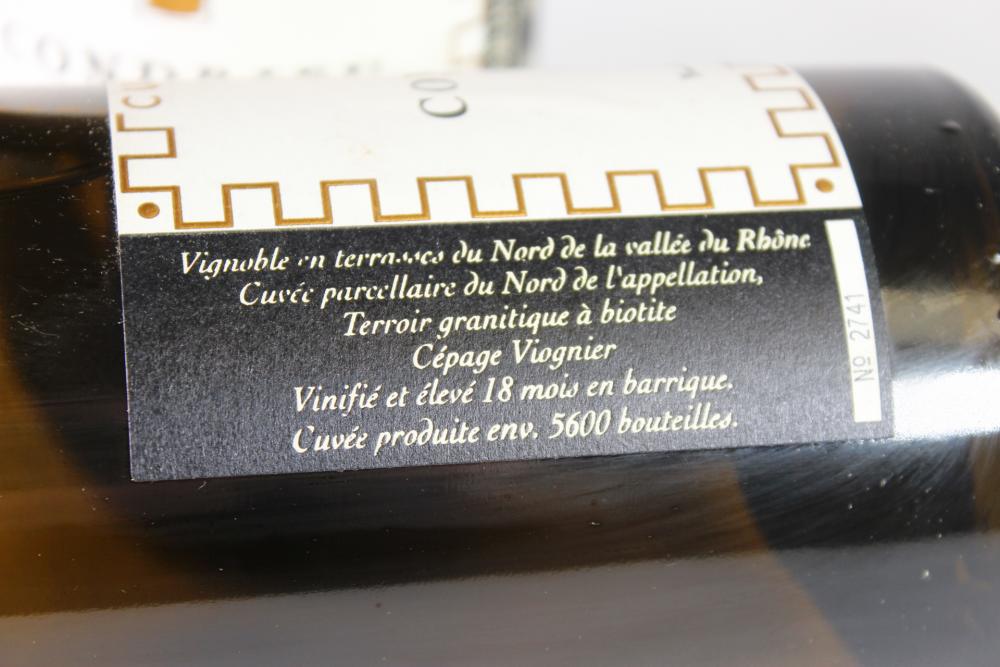 Vignoble en terrasses du Nord de la vallée du Rhône
Cuvée parcellaire du Nord de l'appellation,
Terroir granitique à biotite
Cépage Viognier
Vinifié et élevé 18 mois en barrique.
Cuvée produite env. 5600 bouteilles.
Nº 2741